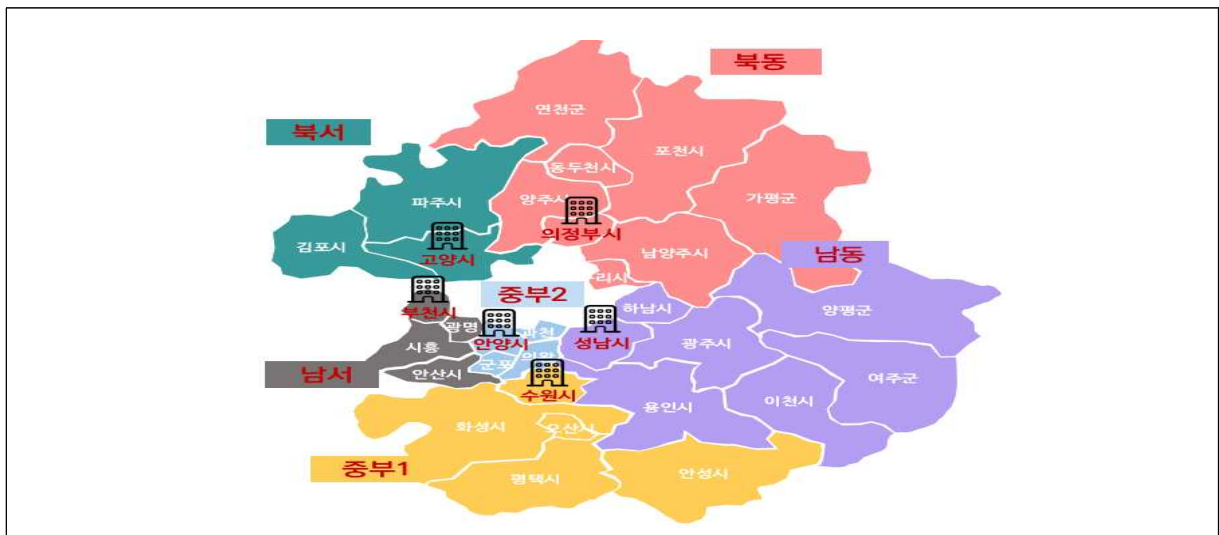 북동
연천군
북서
포천시
동두천시
양주시
가평군
파주시
의정부시
김포시
고양시
남양주시
남동
구리시
중부2
하남시
양평군
부천시
광명
과천
안양시
성남시
시흥
광주시
군포
의왕
남서
안산시
여주군
수원시
이천시
용인시
화성시
오산시
중부1
평택시
안성시